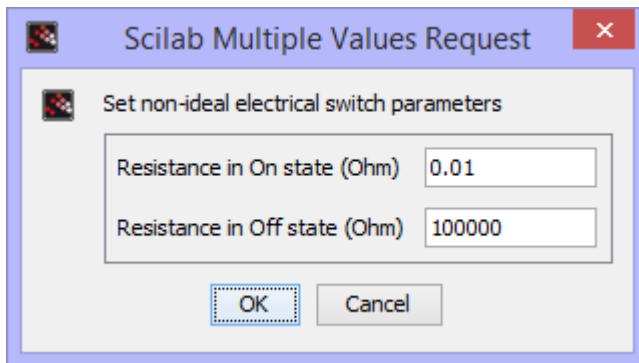 Scilab Multiple Values Request
Set non-ideal electrical switch parameters
Resistance in On state (Ohm) 0.01
Resistance in Off state (Ohm) 100000
OK Cancel